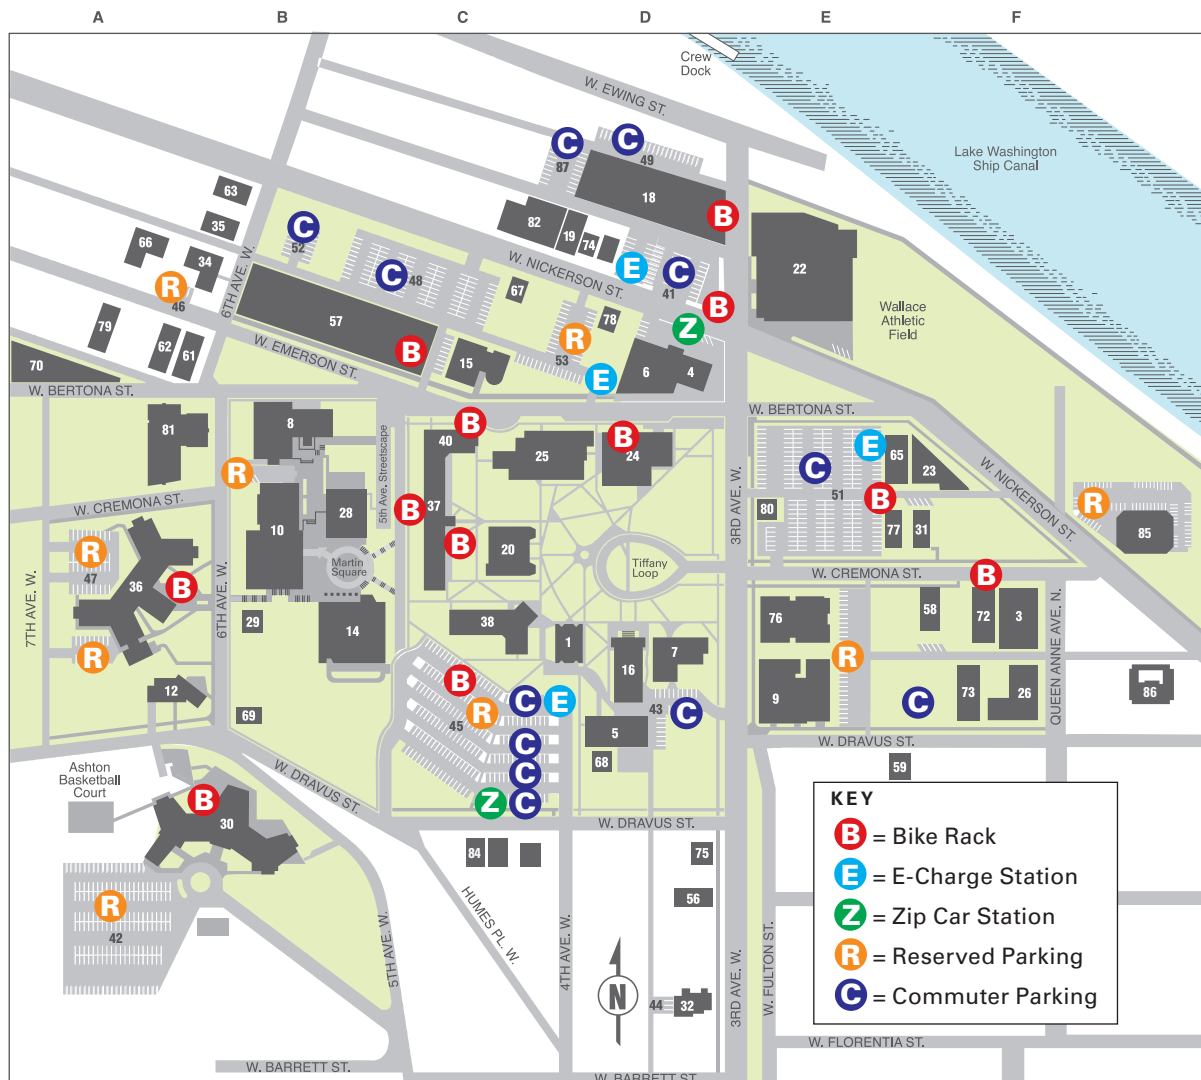 A
B
C
D
E
F
Crew
Dock
W. EWING ST.
Lake Washington
Ship Canal
C
C
49
87
18
63
35
66
34
82
19
74
B
C
52
R
46
6TH AVE. W.
C
48
W. NICKERSON ST.
E
C
41
22
67
78
B
Z
Wallace
Athletic
Field
79
62
61
57
B
15
R
53
E
6
4
70
W. EMERSON ST.
W. BERTONA ST.
W. BERTONA ST.
81
8
5th Ave. Streetscape
B
40
25
B
24
E
65
23
C
51
B
W. NICKERSON ST.
R
W. CREMONA ST.
10
28
B
37
3RD AVE. W.
80
77
31
R
85
R
47
36
B
Martin
Square
B
20
Tiffany
Loop
W. CREMONA ST.
B
7TH AVE. W.
6TH AVE. W.
29
14
38
1
16
7
76
58
72
3
QUEEN ANNE AVE. N.
R
12
B
R
45
C
E
43
C
R
9
C
73
26
86
69
C
5
W. DRAVUS ST.
Ashton
Basketball
Court
W. DRAVUS ST.
C
68
59
B
30
Z
C
W. DRAVUS ST.
84
75
R
42
HUMES PL. W.
56
5TH AVE. W.
4TH AVE. W.
N
44
32
3RD AVE. W.
W. FULTON ST.
KEY
B = Bike Rack
E = E-Charge Station
Z = Zip Car Station
R = Reserved Parking
C = Commuter Parking
W. FLORENTIA ST.
W. BARRETT ST.
W. BARRETT ST.